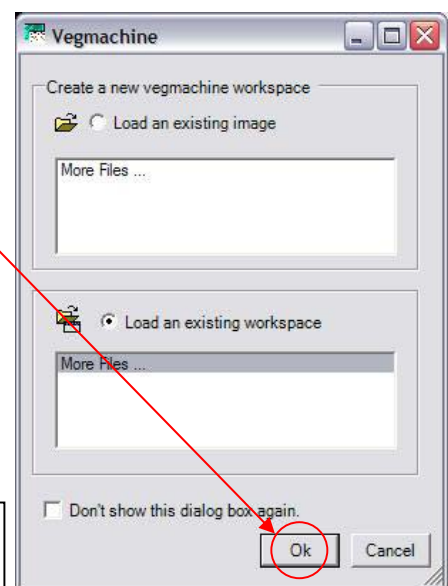 Vegmachine
Create a new vegmachine workspace
Load an existing image
More Files ...
Load an existing workspace
More Files ...
Don't show this dialog box again.
Ok
Cancel